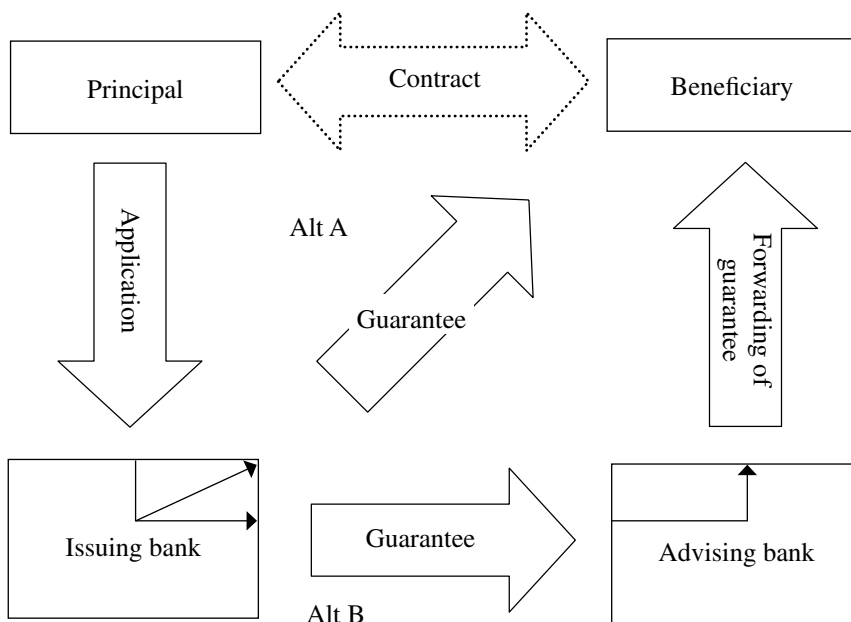 Principal
Contract
Beneficiary
Application
Alt A
Guarantee
Forwarding of
guarantee
Issuing bank
Guarantee
Advising bank
Alt B